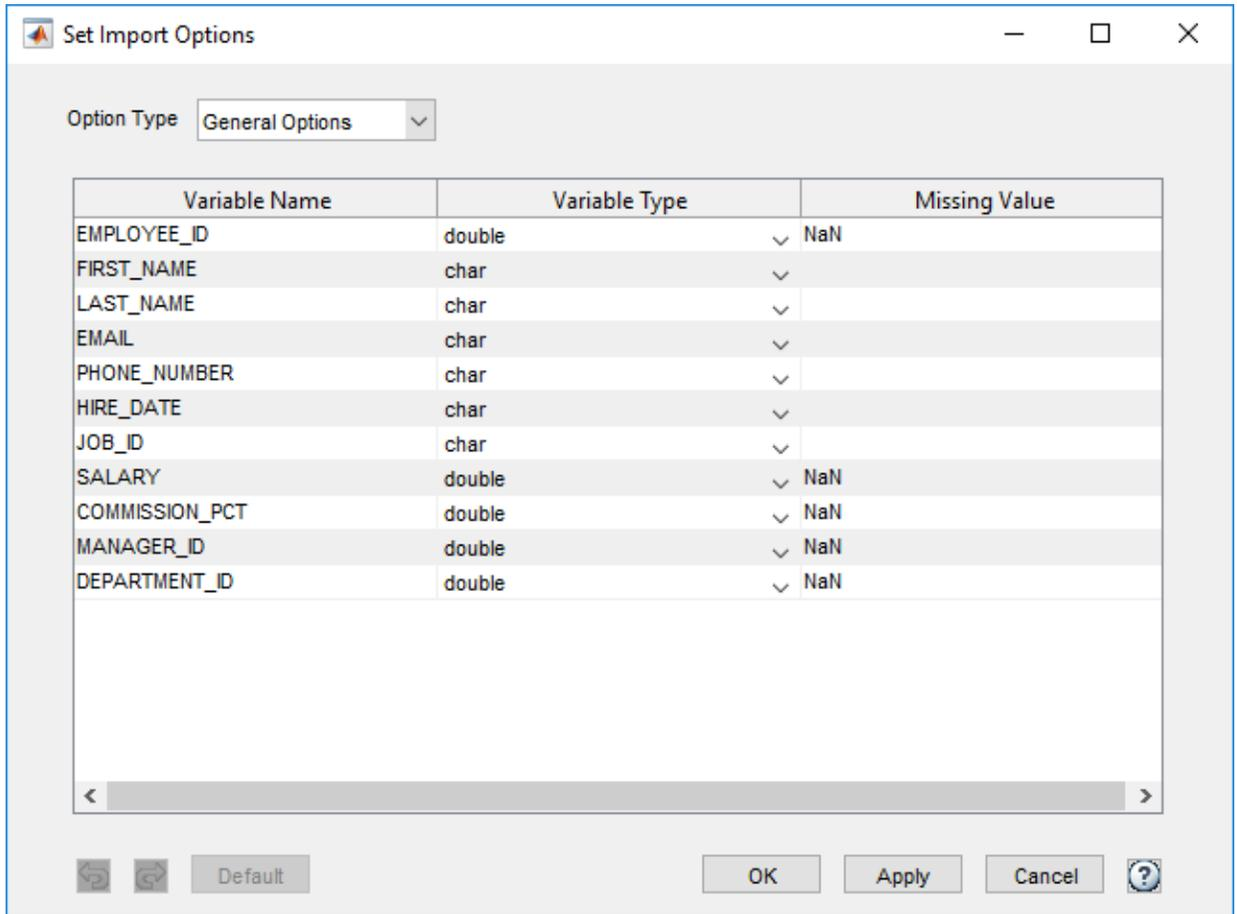 Set Import Options
Option Type General Options
Variable Name Variable Type Missing Value
EMPLOYEE_ID double NaN
FIRST_NAME char
LAST_NAME char
EMAIL char
PHONE_NUMBER char
HIRE_DATE char
JOB_ID char
SALARY double NaN
COMMISSION_PCT double NaN
MANAGER_ID double NaN
DEPARTMENT_ID double NaN
Default OK Apply Cancel ?